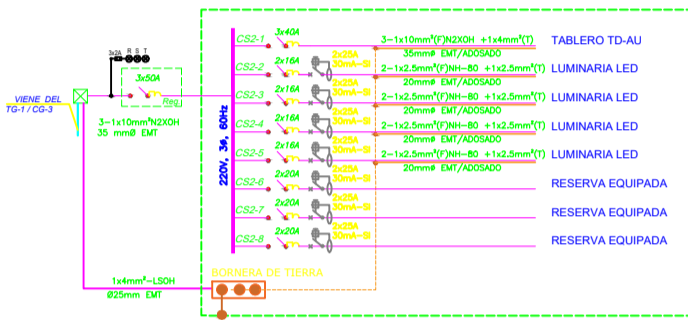 3x2A R S T
3x50A
Reg.
VIENE DEL
TG-1 / CG-3
3-1x10mm²N2XOH
35 mmØ EMT
220V, 3ø, 60Hz
CS2-1 3x40A 3-1x10mm²(F)N2XOH +1x4mm²(T) TABLERO TD-AU
35mmø EMT/ADOSADO
CS2-2 2x16A 2x25A 30mA-SI 2-1x2.5mm²(F)NH-80 +1x2.5mm²(T) LUMINARIA LED
20mmø EMT/ADOSADO
CS2-3 2x16A 2x25A 30mA-SI 2-1x2.5mm²(F)NH-80 +1x2.5mm²(T) LUMINARIA LED
20mmø EMT/ADOSADO
CS2-4 2x16A 2x25A 30mA-SI 2-1x2.5mm²(F)NH-80 +1x2.5mm²(T) LUMINARIA LED
20mmø EMT/ADOSADO
CS2-5 2x16A 2x25A 30mA-SI 2-1x2.5mm²(F)NH-80 +1x2.5mm²(T) LUMINARIA LED
20mmø EMT/ADOSADO
CS2-6 2x20A 2x25A 30mA-SI RESERVA EQUIPADA
CS2-7 2x20A 2x25A 30mA-SI RESERVA EQUIPADA
CS2-8 2x20A 2x25A 30mA-SI RESERVA EQUIPADA
BORNERA DE TIERRA
1x4mm²-LSOH
Ø25mm EMT